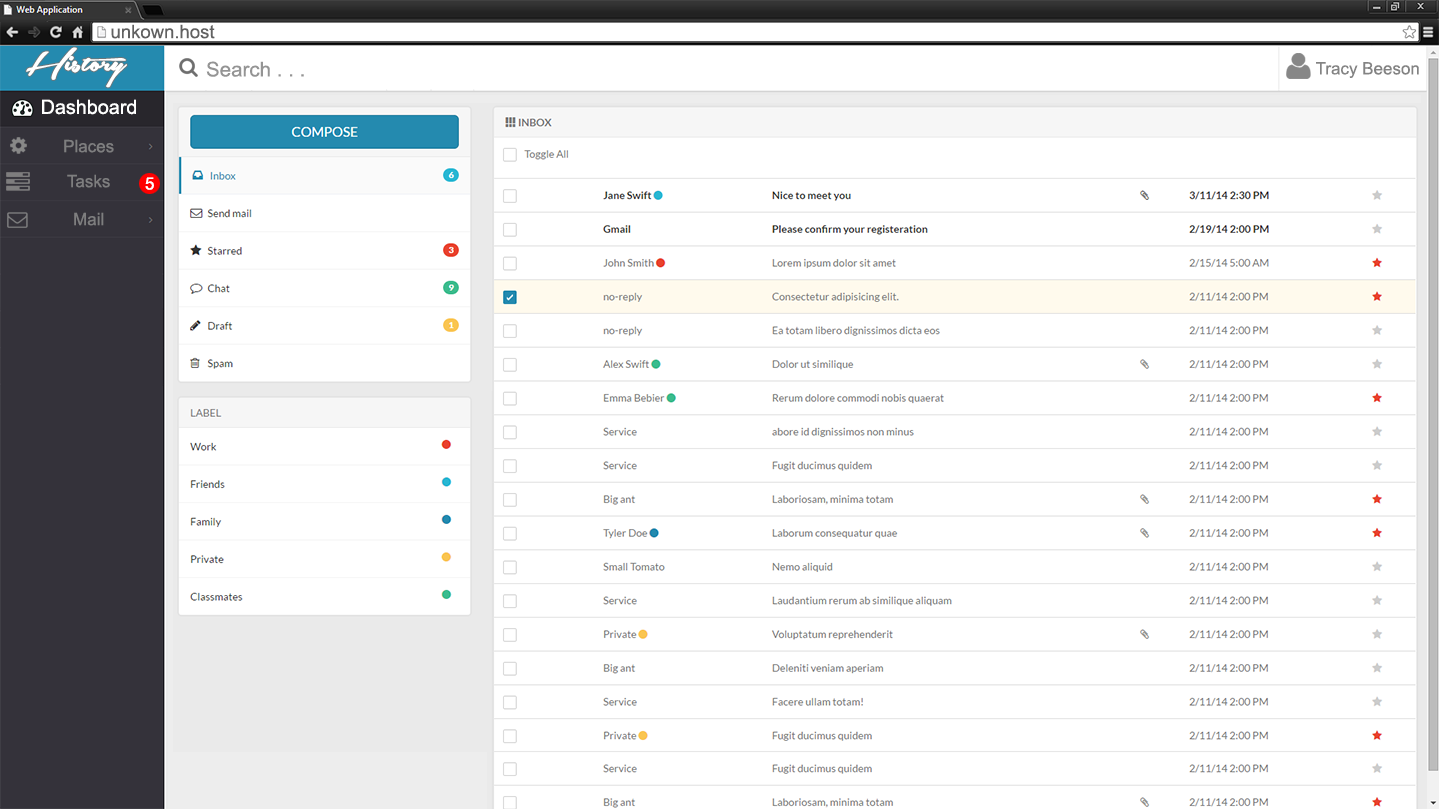 Web Application
unkown.host
History
Search . . .
Tracy Beeson
Dashboard
Places
Tasks 5
Mail
COMPOSE
Inbox 6
Send mail
Starred 3
Chat 9
Draft 1
Spam
LABEL
Work
Friends
Family
Private
Classmates
INBOX
Toggle All
Jane Swift Nice to meet you 3/11/14 2:30 PM
Gmail Please confirm your registeration 2/19/14 2:00 PM
John Smith Lorem ipsum dolor sit amet 2/15/14 5:00 AM
no-reply Consectetur adipisicing elit. 2/11/14 2:00 PM
no-reply Ea totam libero dignissimos dicta eos 2/11/14 2:00 PM
Alex Swift Dolor ut similique 2/11/14 2:00 PM
Emma Bebier Rerum dolore commodi nobis quaerat 2/11/14 2:00 PM
Service abore id dignissimos non minus 2/11/14 2:00 PM
Service Fugit ducimus quidem 2/11/14 2:00 PM
Big ant Laboriosam, minima totam 2/11/14 2:00 PM
Tyler Doe Laborum consequatur quae 2/11/14 2:00 PM
Small Tomato Nemo aliquid 2/11/14 2:00 PM
Service Laudantium rerum ab similique aliquam 2/11/14 2:00 PM
Private Voluptatum reprehenderit 2/11/14 2:00 PM
Big ant Deleniti veniam aperiam 2/11/14 2:00 PM
Service Facere ullam totam! 2/11/14 2:00 PM
Private Fugit ducimus quidem 2/11/14 2:00 PM
Service Fugit ducimus quidem 2/11/14 2:00 PM
Big ant Laboriosam, minima totam 2/11/14 2:00 PM